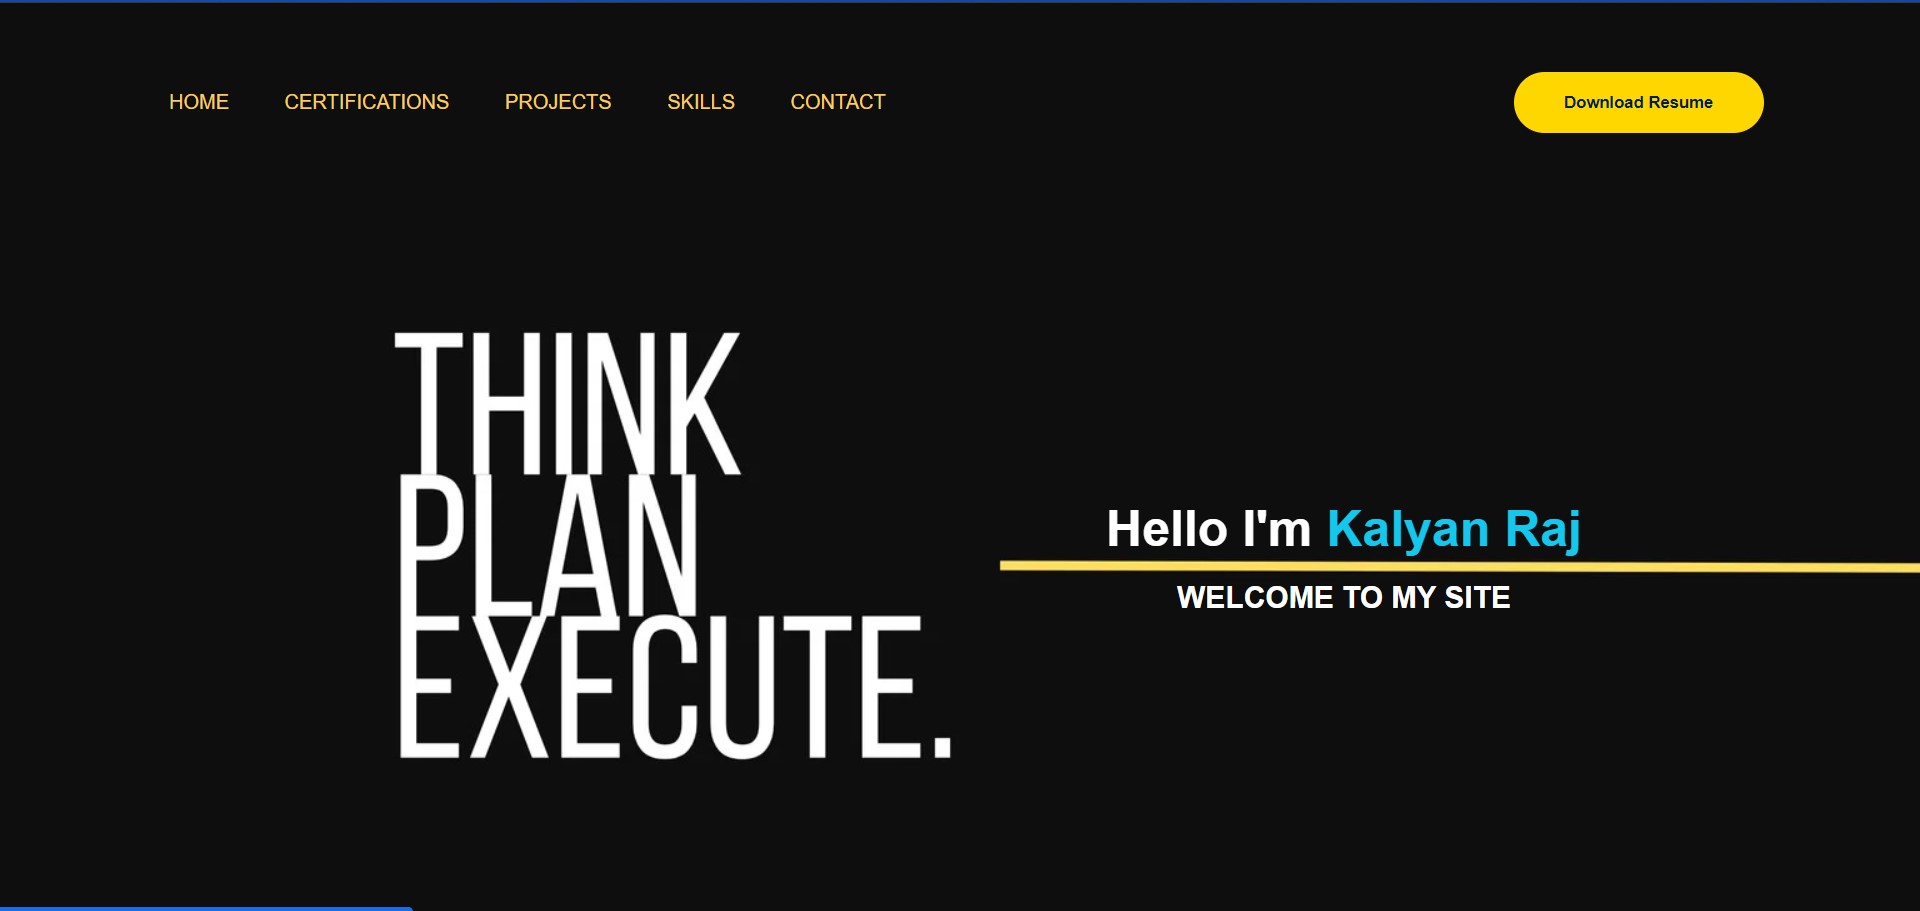 HOME CERTIFICATIONS PROJECTS SKILLS CONTACT Download Resume
THINK
PLAN
EXECUTE.
Hello I'm Kalyan Raj
WELCOME TO MY SITE